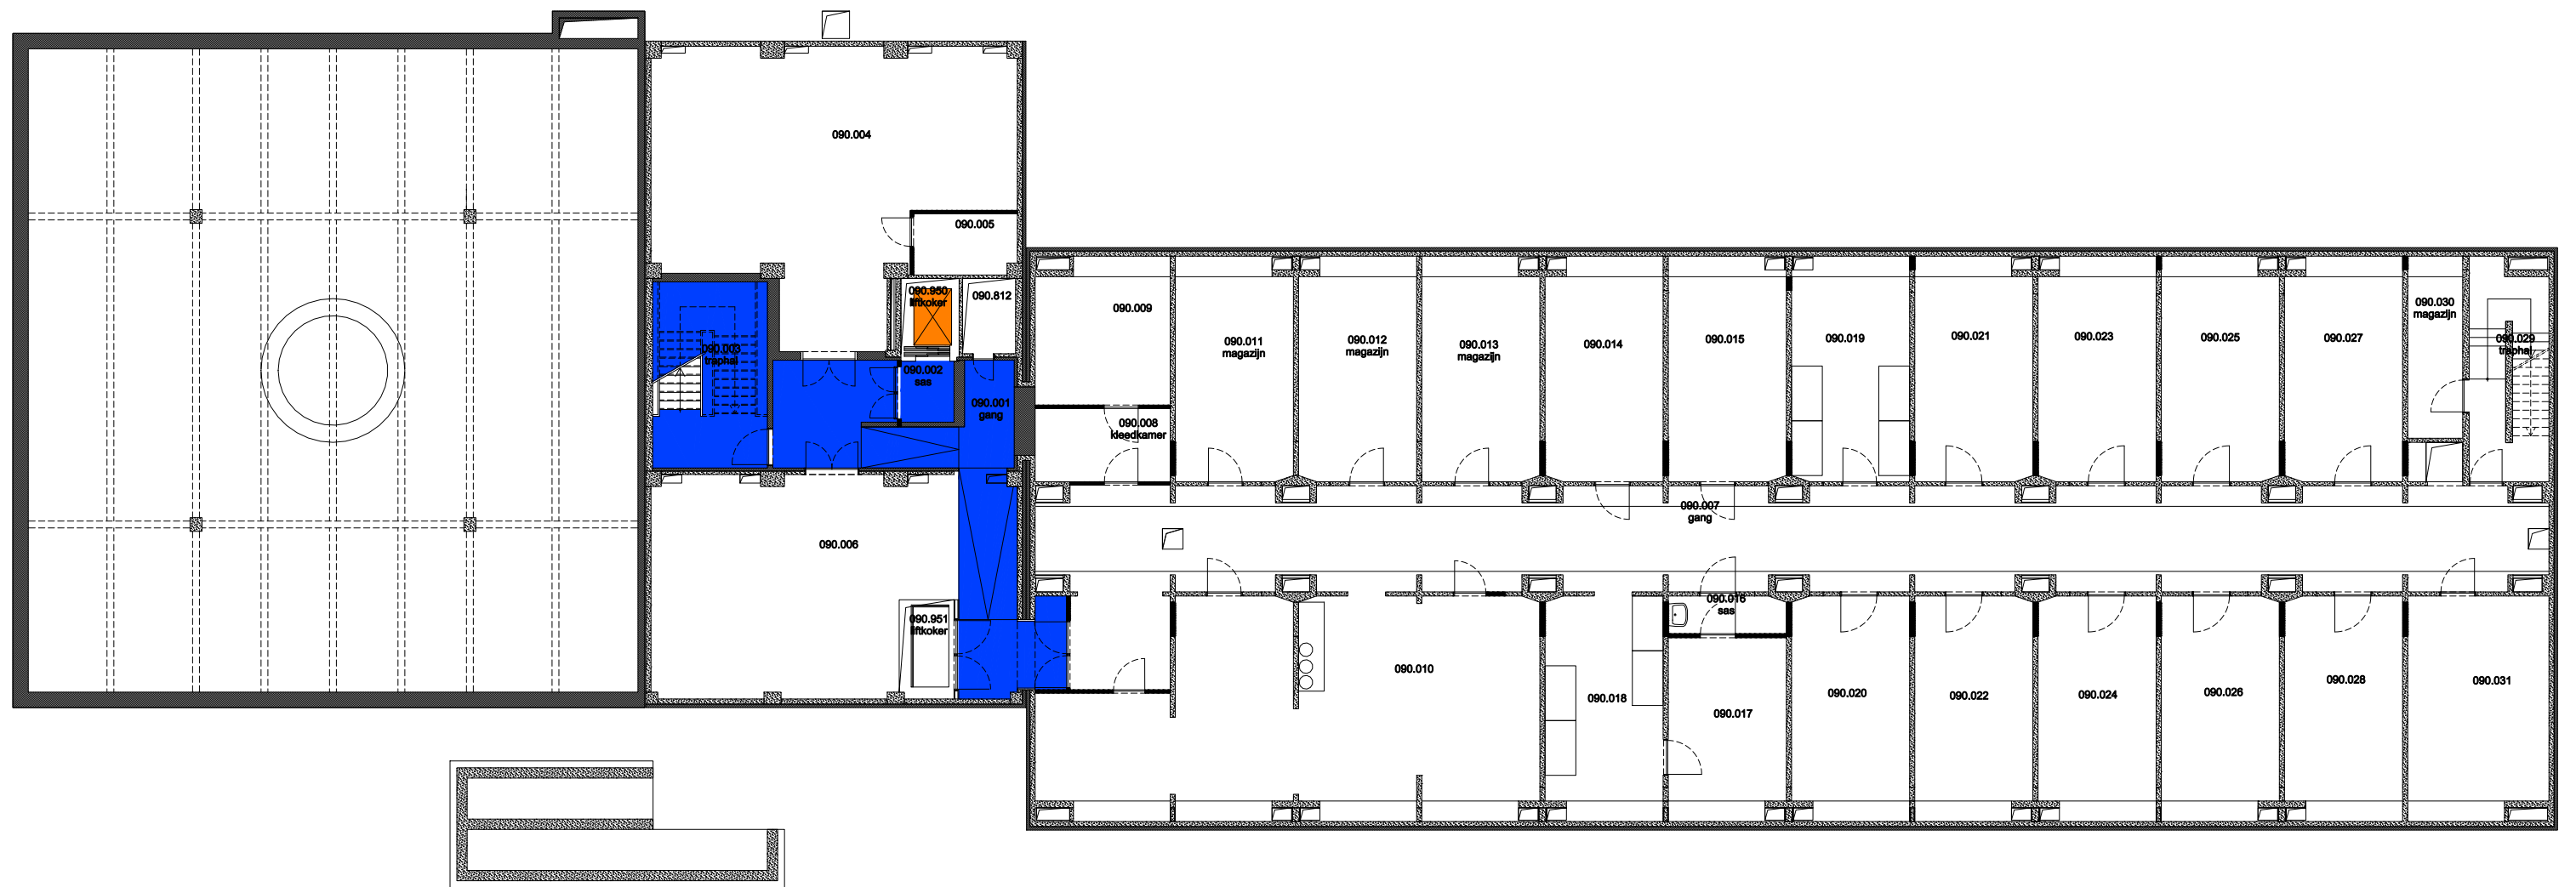 090.004
090.005
090.950
liftkoker
090.812
090.003
traphal
090.002
sas
090.001
gang
090.006
090.951
liftkoker
090.009
090.008
kleedkamer
090.011
magazijn
090.012
magazijn
090.013
magazijn
090.014
090.015
090.019
090.021
090.023
090.025
090.027
090.030
magazijn
090.029
traphal
090.007
gang
090.016
sas
090.010
090.018
090.017
090.020
090.022
090.024
090.026
090.028
090.031